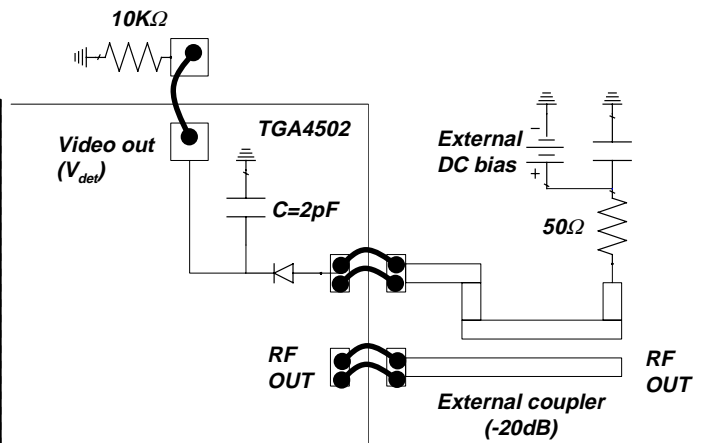 10KΩ
TGA4502
Video out
(Vdet)
C=2pF
−
External
DC bias
+
50Ω
RF
OUT
RF
OUT
External coupler
(-20dB)